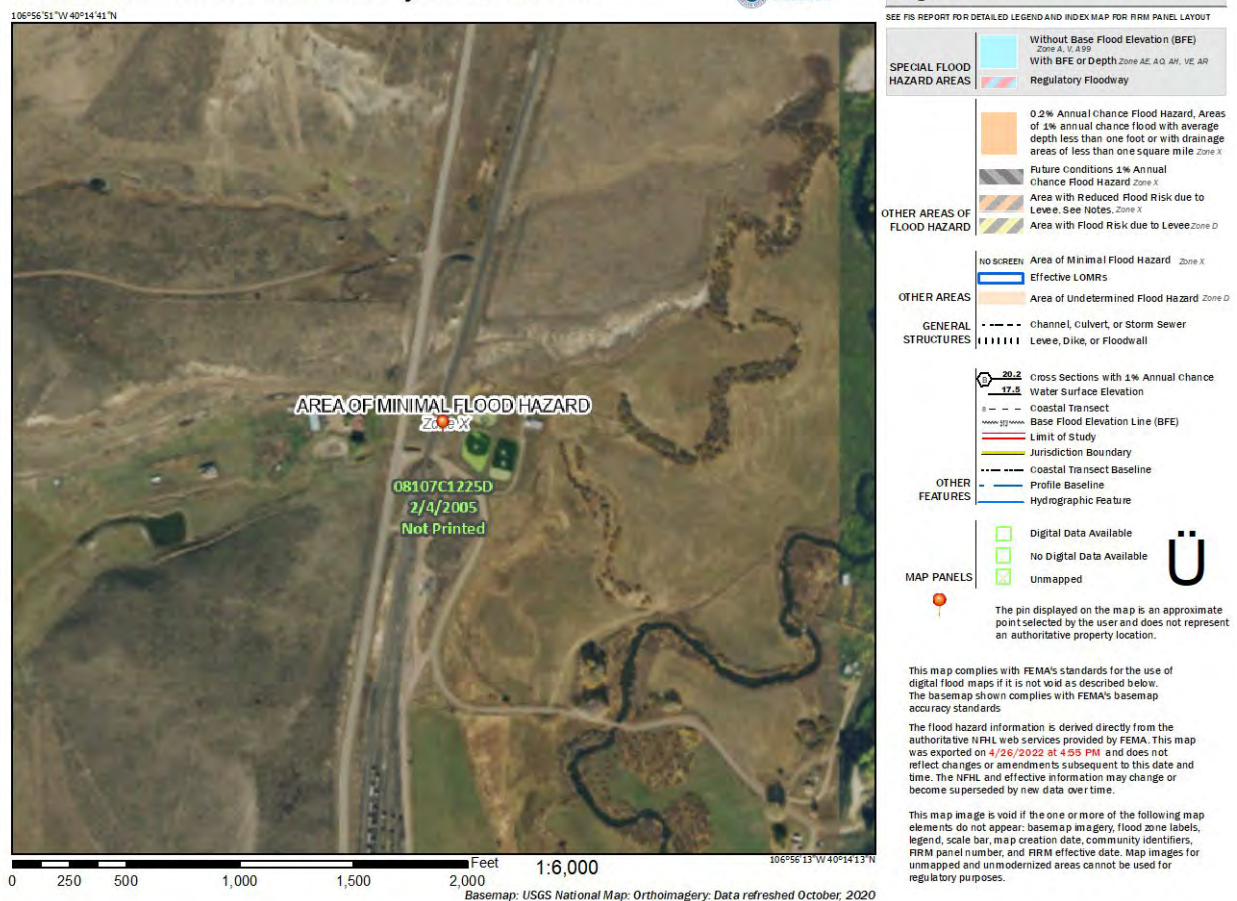 106°56'51"W 40°14'41"N
SEE FIS REPORT FOR DETAILED LEGEND AND INDEX MAP FOR FIRM PANEL LAYOUT
SPECIAL FLOOD
HAZARD AREAS
Without Base Flood Elevation (BFE)
Zone A, V, A99
With BFE or Depth Zone AE, AO, AH, VE, AR
Regulatory Floodway
OTHER AREAS OF
FLOOD HAZARD
0.2% Annual Chance Flood Hazard, Areas
of 1% annual chance flood with average
depth less than one foot or with drainage
areas of less than one square mile Zone X
Future Conditions 1% Annual
Chance Flood Hazard Zone X
Area with Reduced Flood Risk due to
Levee. See Notes. Zone X
Area with Flood Risk due to Levee Zone D
OTHER AREAS
NO SCREEN Area of Minimal Flood Hazard Zone X
Effective LOMRs
Area of Undetermined Flood Hazard Zone D
GENERAL
STRUCTURES
Channel, Culvert, or Storm Sewer
Levee, Dike, or Floodwall
OTHER
FEATURES
B 20.2 Cross Sections with 1% Annual Chance
17.5 Water Surface Elevation
8 Coastal Transect
513 Base Flood Elevation Line (BFE)
Limit of Study
Jurisdiction Boundary
Coastal Transect Baseline
Profile Baseline
Hydrographic Feature
MAP PANELS
Digital Data Available
No Digital Data Available
Unmapped
Ü
The pin displayed on the map is an approximate
point selected by the user and does not represent
an authoritative property location.
This map complies with FEMA's standards for the use of
digital flood maps if it is not void as described below.
The basemap shown complies with FEMA's basemap
accuracy standards
The flood hazard information is derived directly from the
authoritative NFHL web services provided by FEMA. This map
was exported on 4/26/2022 at 4:55 PM and does not
reflect changes or amendments subsequent to this date and
time. The NFHL and effective information may change or
become superseded by new data over time.
This map image is void if the one or more of the following map
elements do not appear: basemap imagery, flood zone labels,
legend, scale bar, map creation date, community identifiers,
FIRM panel number, and FIRM effective date. Map images for
unmapped and unmodernized areas cannot be used for
regulatory purposes.
AREA OF MINIMAL FLOOD HAZARD
Zone X
08107C1225D
2/4/2005
Not Printed
106°56'13"W 40°14'13"N
Feet 1:6,000
0 250 500 1,000 1,500 2,000
Basemap: USGS National Map: Orthoimagery: Data refreshed October, 2020